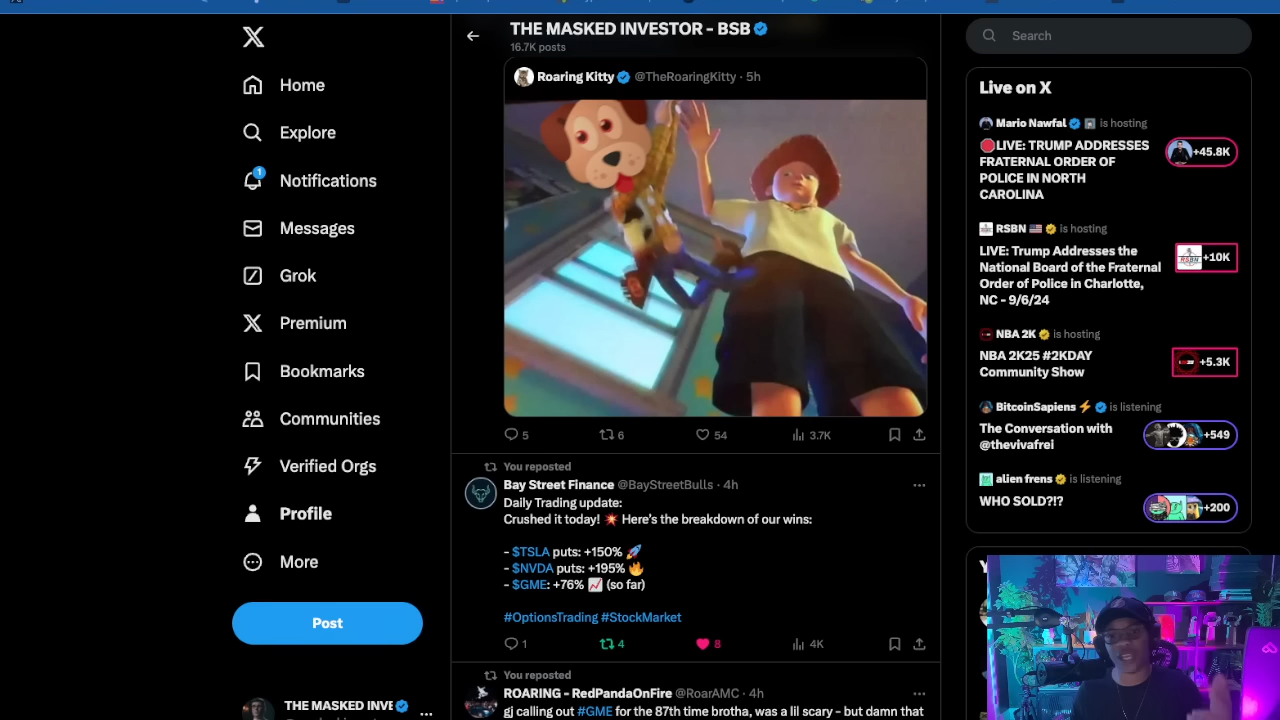 Home
Explore
1
Notifications
Messages
Grok
Premium
Bookmarks
Communities
Verified Orgs
Profile
More
Post
THE MASKED INVE
THE MASKED INVESTOR - BSB
16.7K posts
Roaring Kitty @TheRoaringKitty · 5h
5 6 54 3.7K
You reposted
Bay Street Finance @BayStreetBulls · 4h
Daily Trading update:
Crushed it today! 💥 Here's the breakdown of our wins:
- $TSLA puts: +150% 🚀
- $NVDA puts: +195% 🔥
- $GME: +76% 📈 (so far)
#OptionsTrading #StockMarket
1 4 8 4K
You reposted
ROARING - RedPandaOnFire @RoarAMC · 4h
gj calling out #GME for the 87th time brotha, was a lil scary - but damn that
Search
Live on X
Mario Nawfal is hosting
🛑LIVE: TRUMP ADDRESSES
FRATERNAL ORDER OF
POLICE IN NORTH
CAROLINA
+45.8K
RSBN 🇺🇸 is hosting
LIVE: Trump Addresses the
National Board of the Fraternal
Order of Police in Charlotte,
NC - 9/6/24
RSBN
+10K
NBA 2K is hosting
NBA 2K25 #2KDAY
Community Show
+5.3K
BitcoinSapiens ⚡ is listening
The Conversation with
@thevivafrei
+549
alien frens is listening
WHO SOLD?!?
+200